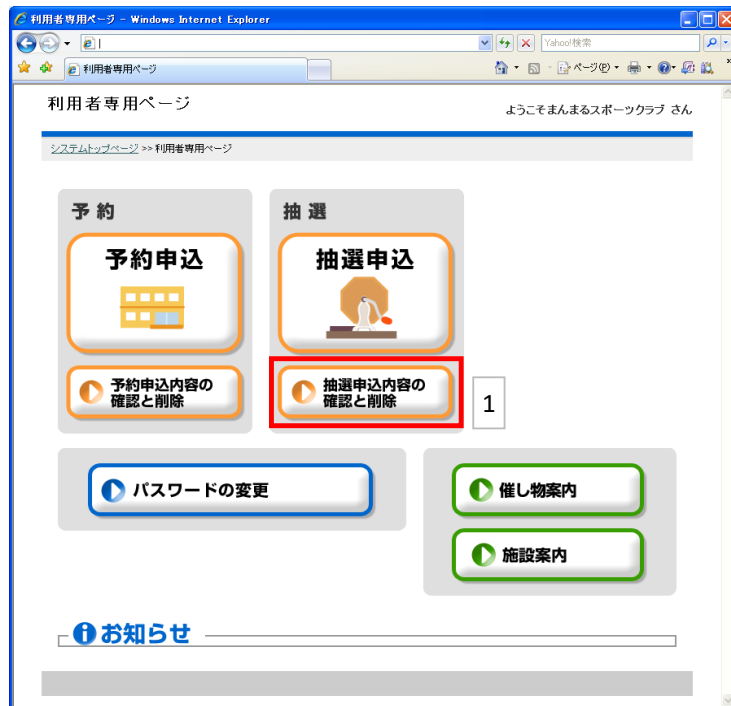 利用者専用ページ - Windows Internet Explorer
Yahoo!検索
利用者専用ページ
ページ(P)
利用者専用ページ
ようこそまんまるスポーツクラブ さん
システムトップページ >> 利用者専用ページ
予約
抽選
予約申込
抽選申込
予約申込内容の
確認と削除
抽選申込内容の
確認と削除
1
パスワードの変更
催し物案内
施設案内
お知らせ